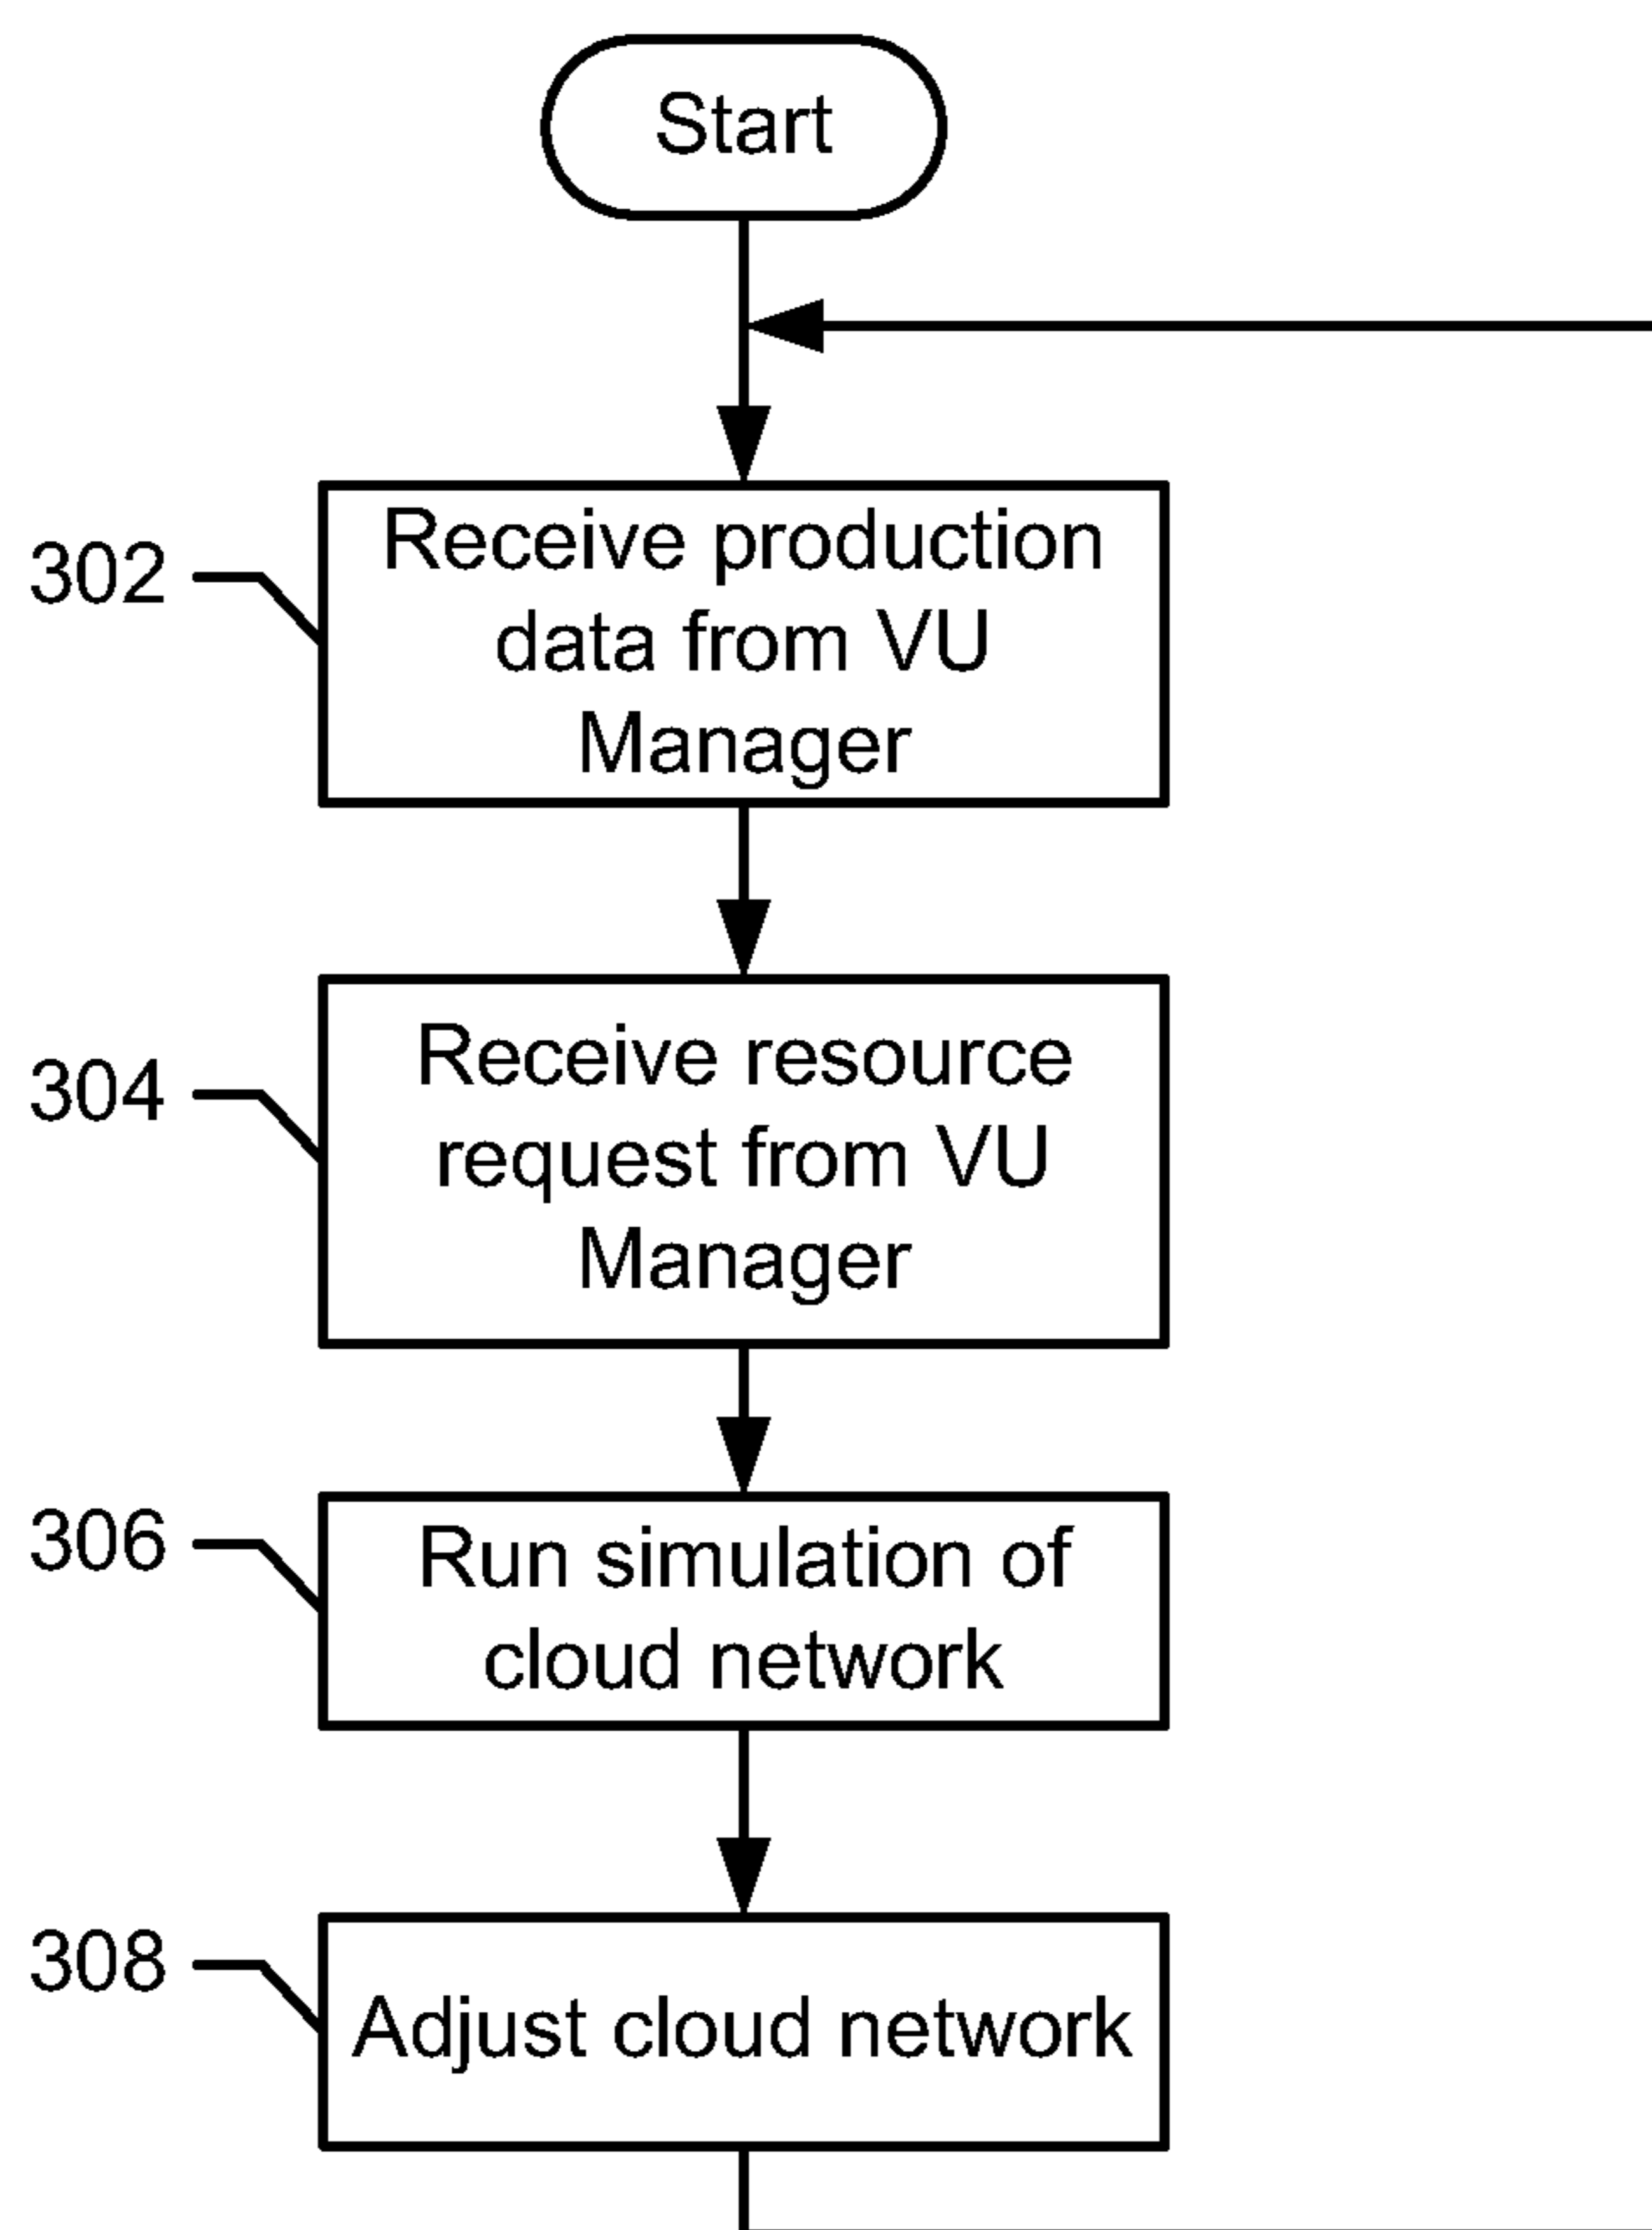 Start
302
Receive production
data from VU
Manager
304
Receive resource
request from VU
Manager
306
Run simulation of
cloud network
308
Adjust cloud network